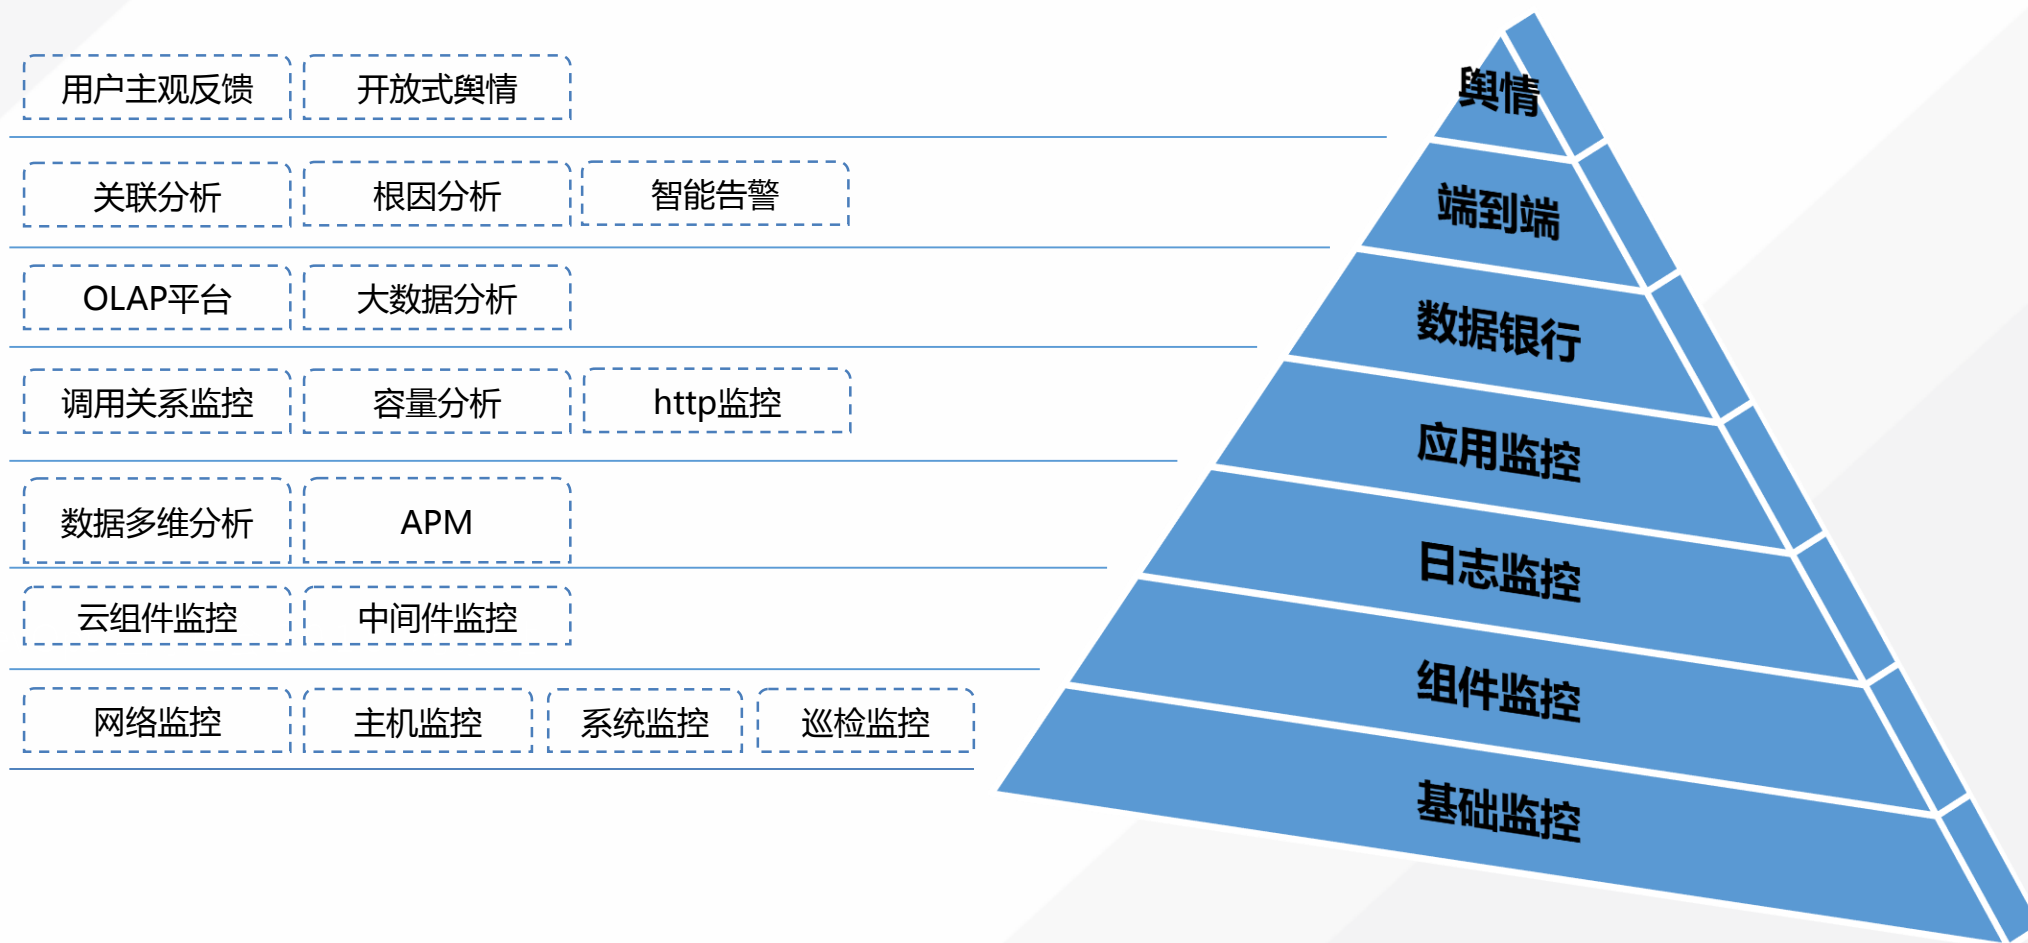 用户主观反馈 开放式舆情 舆情
关联分析 根因分析 智能告警 端到端
OLAP平台 大数据分析 数据银行
调用关系监控 容量分析 http监控 应用监控
数据多维分析 APM 日志监控
云组件监控 中间件监控 组件监控
网络监控 主机监控 系统监控 巡检监控 基础监控